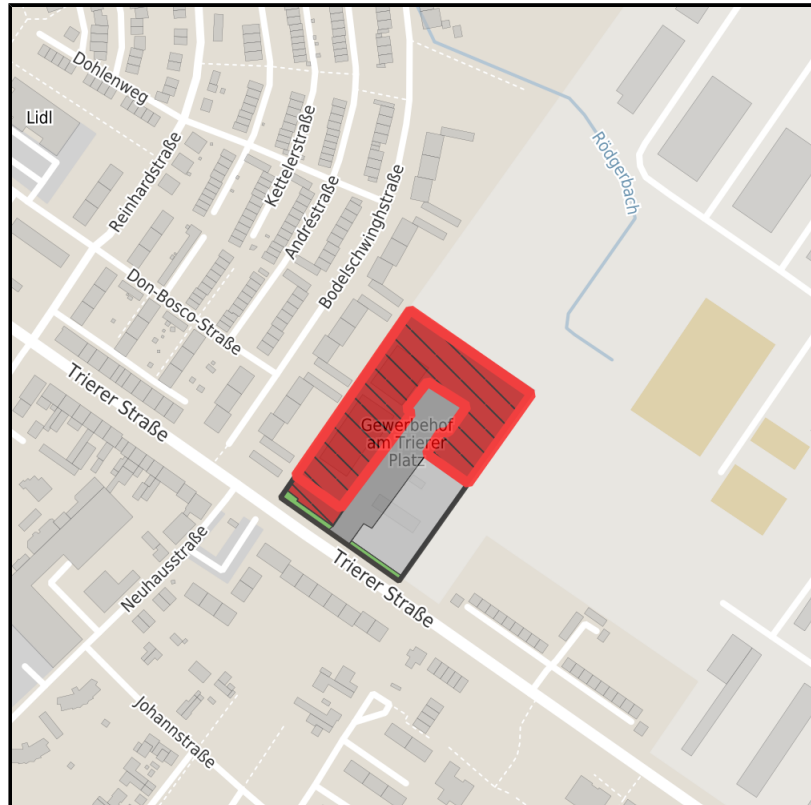 Dohlenweg
Lidl
Reinhardstraße
Kettelerstraße
Andréstraße
Bodelschwinghstraße
Rödgerbach
Don-Bosco-Straße
Trierer Straße
Gewerbehof
am Trierer
Platz
Neuhausstraße
Trierer Straße
Johannstraße